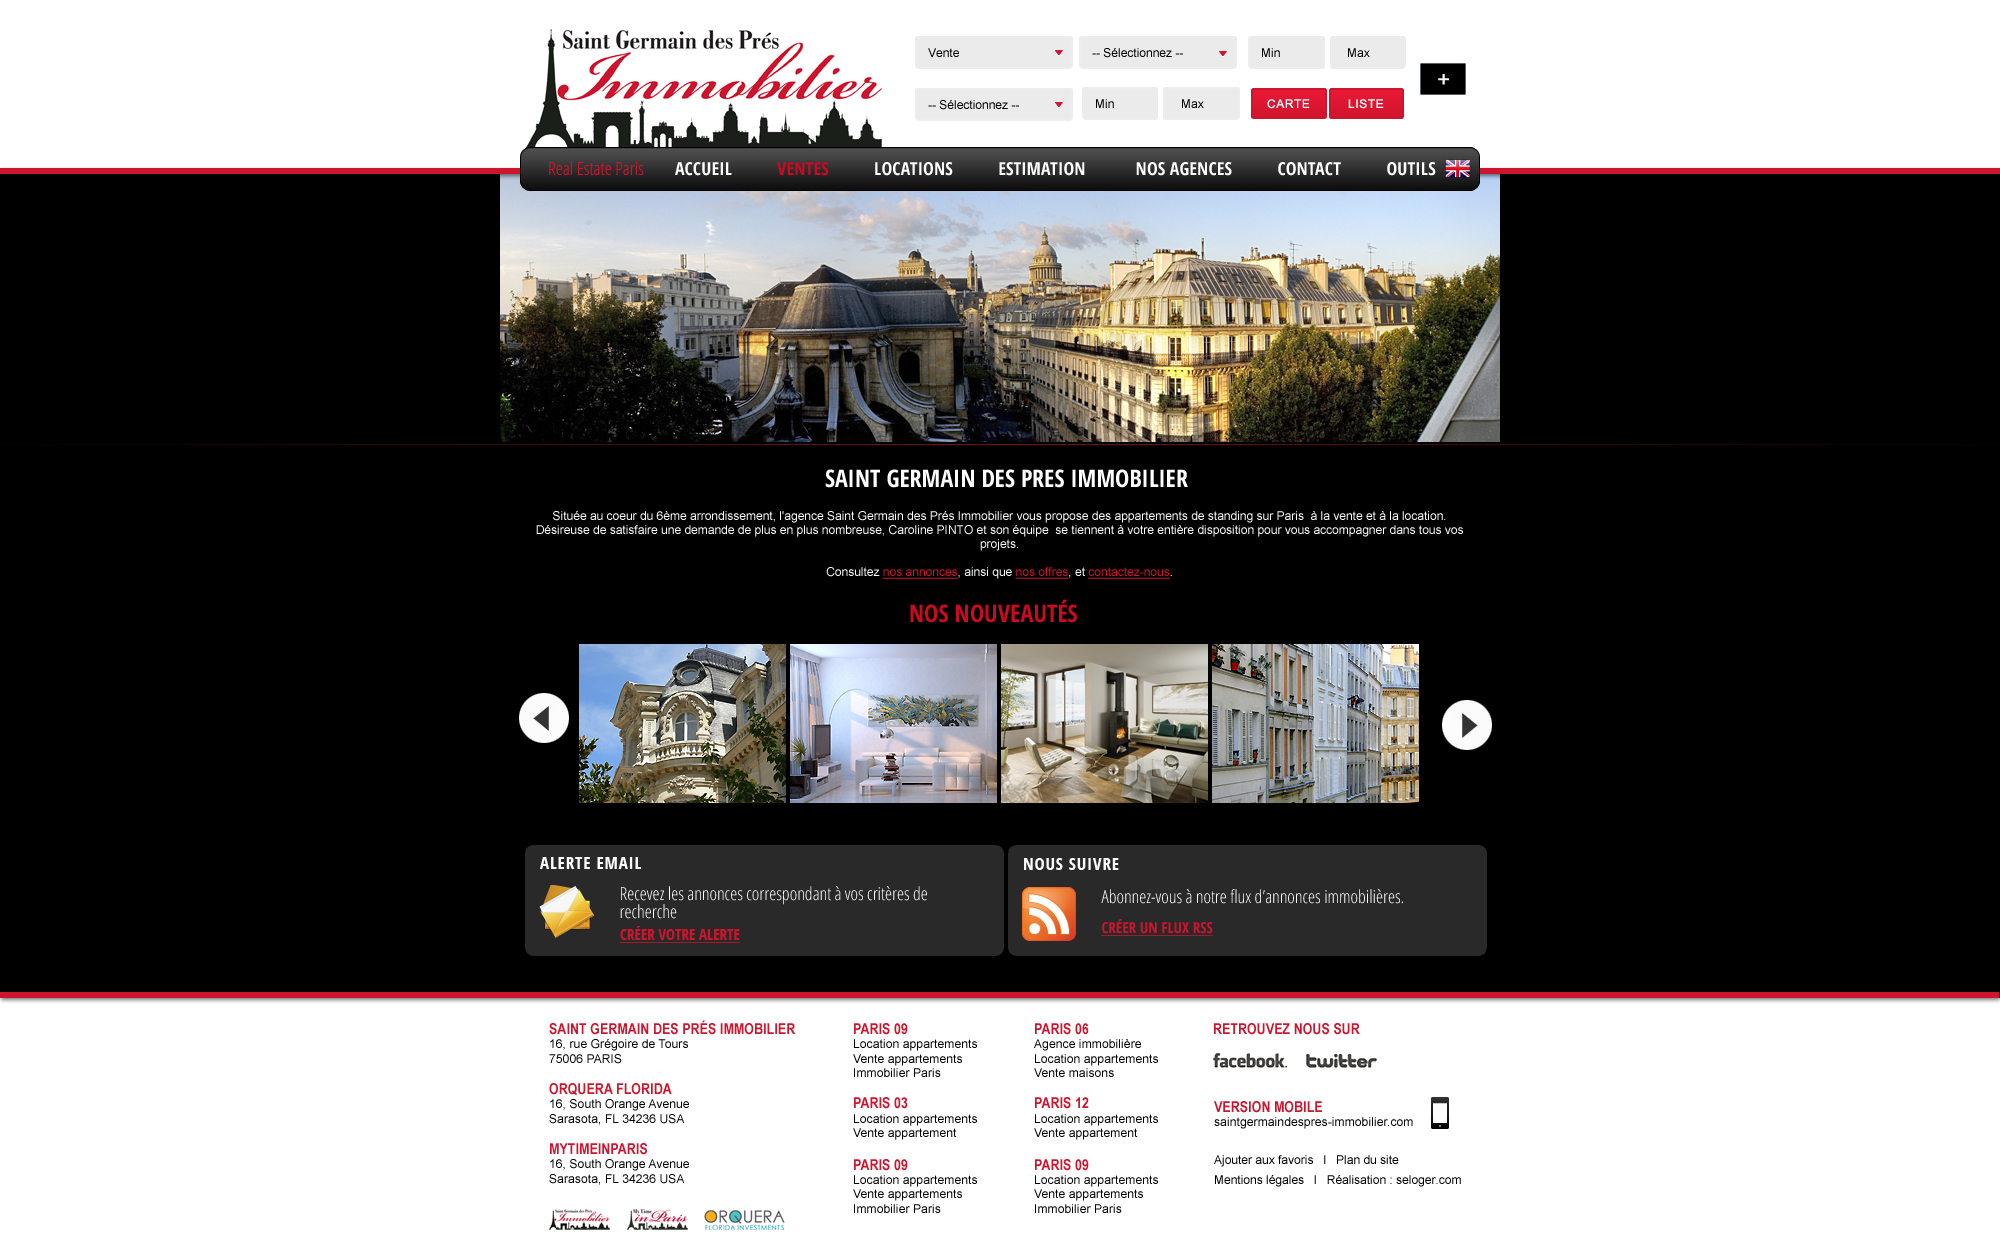 Saint Germain des Prés
Immobilier
Vente
-- Sélectionnez --
Min
Max
-- Sélectionnez --
Min
Max
CARTE
LISTE
+
Real Estate Paris
ACCUEIL
VENTES
LOCATIONS
ESTIMATION
NOS AGENCES
CONTACT
OUTILS
SAINT GERMAIN DES PRES IMMOBILIER
Située au coeur du 6ème arrondissement, l'agence Saint Germain des Prés Immobilier vous propose des appartements de standing sur Paris à la vente et à la location.
Désireuse de satisfaire une demande de plus en plus nombreuse, Caroline PINTO et son équipe se tiennent à votre entière disposition pour vous accompagner dans tous vos
projets.
Consultez nos annonces, ainsi que nos offres, et contactez-nous.
NOS NOUVEAUTÉS
ALERTE EMAIL
Recevez les annonces correspondant à vos critères de
recherche
CRÉER VOTRE ALERTE
NOUS SUIVRE
Abonnez-vous à notre flux d'annonces immobilières.
CRÉER UN FLUX RSS
SAINT GERMAIN DES PRÉS IMMOBILIER
16, rue Grégoire de Tours
75006 PARIS
ORQUERA FLORIDA
16, South Orange Avenue
Sarasota, FL 34236 USA
MYTIMEINPARIS
16, South Orange Avenue
Sarasota, FL 34236 USA
Saint Germain des Prés
Immobilier
My Time
in Paris
ORQUERA
FLORIDA INVESTMENTS
PARIS 09
Location appartements
Vente appartements
Immobilier Paris
PARIS 03
Location appartements
Vente appartement
PARIS 09
Location appartements
Vente appartements
Immobilier Paris
PARIS 06
Agence immobilière
Location appartements
Vente maisons
PARIS 12
Location appartements
Vente appartement
PARIS 09
Location appartements
Vente appartements
Immobilier Paris
RETROUVEZ NOUS SUR
facebook.
twitter
VERSION MOBILE
saintgermaindespres-immobilier.com
Ajouter aux favoris I Plan du site
Mentions légales I Réalisation : seloger.com